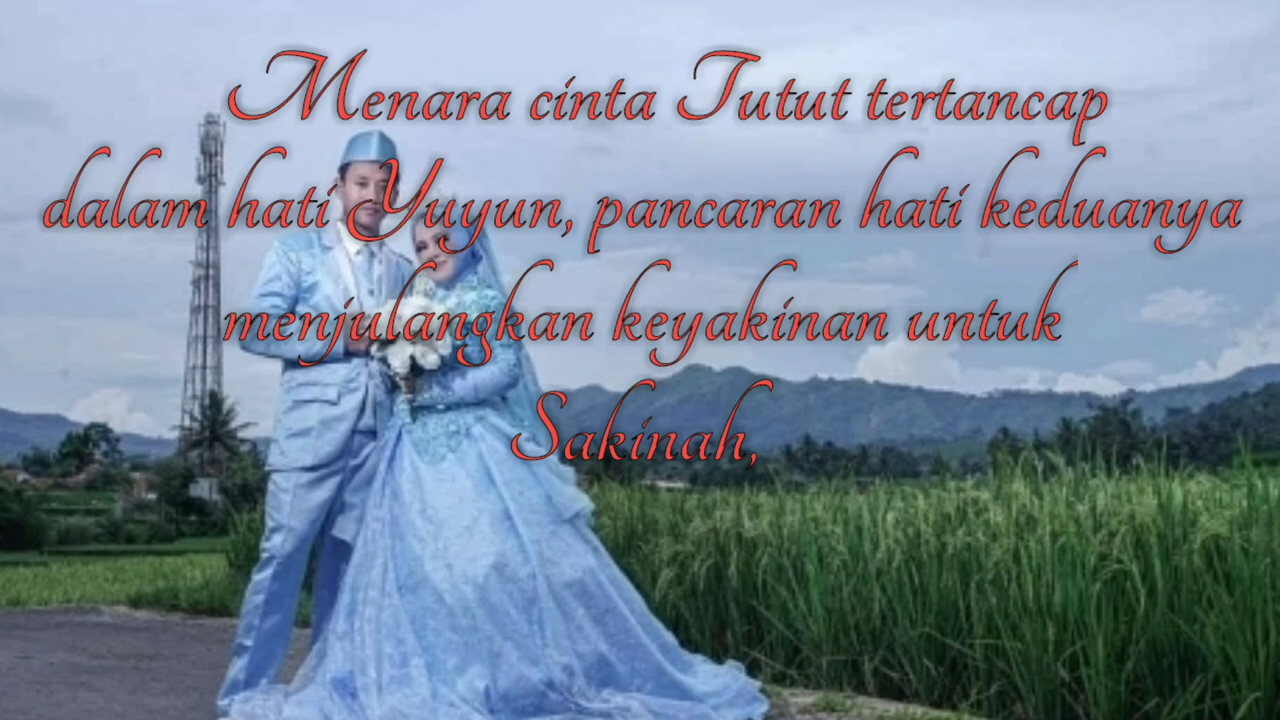 Menara cinta Tutut tertancap
dalam hati Yuyun, pancaran hati keduanya
menjulangkan keyakinan untuk
Sakinah,